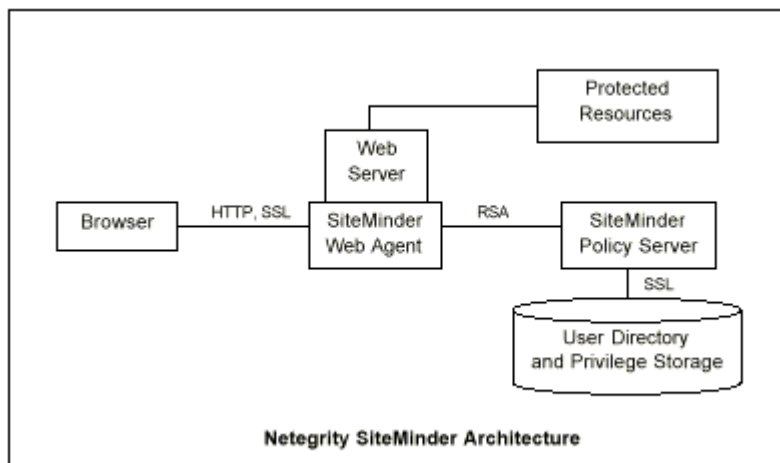 Protected
Resources
Web
Server
Browser
HTTP, SSL
SiteMinder
Web Agent
RSA
SiteMinder
Policy Server
SSL
User Directory
and Privilege Storage
Netegrity SiteMinder Architecture